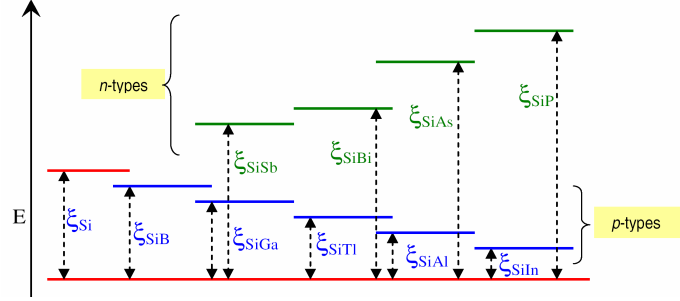 n-types
ξSiP
ξSiAs
ξSiBi
ξSiSb
E
ξSi
ξSiB
ξSiGa
ξSiTl
ξSiAl
ξSiIn
p-types